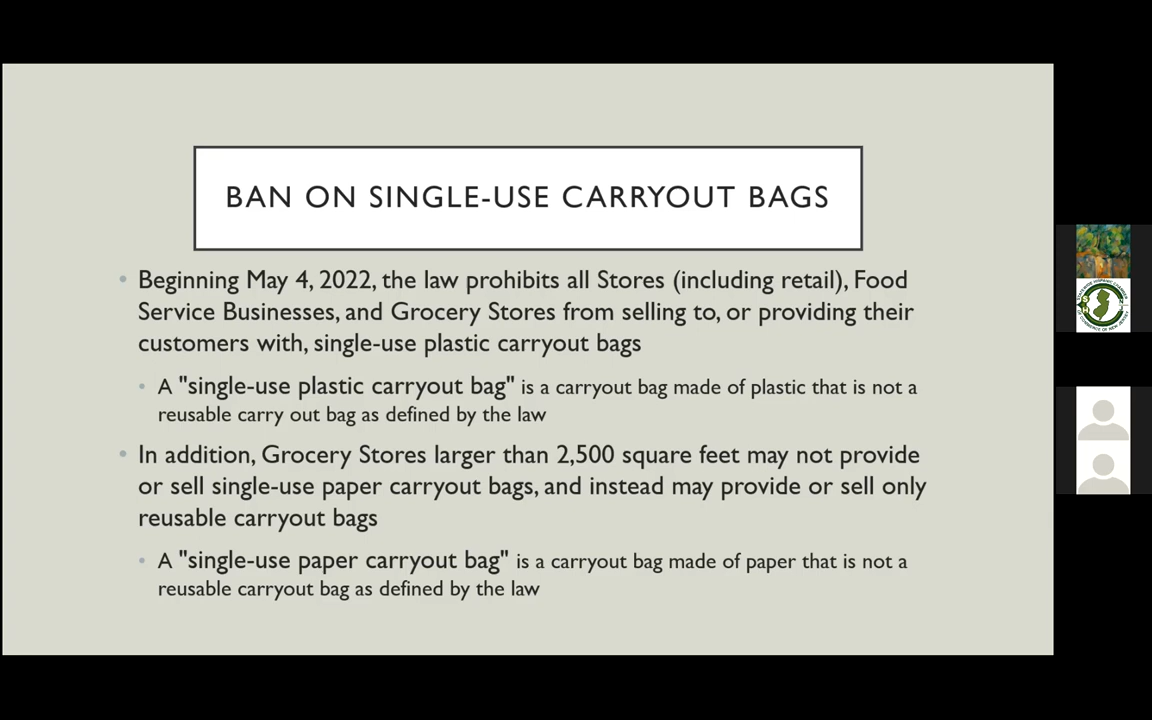 BAN ON SINGLE-USE CARRYOUT BAGS
• Beginning May 4, 2022, the law prohibits all Stores (including retail), Food
Service Businesses, and Grocery Stores from selling to, or providing their
customers with, single-use plastic carryout bags
• A "single-use plastic carryout bag" is a carryout bag made of plastic that is not a
reusable carry out bag as defined by the law
• In addition, Grocery Stores larger than 2,500 square feet may not provide
or sell single-use paper carryout bags, and instead may provide or sell only
reusable carryout bags
• A "single-use paper carryout bag" is a carryout bag made of paper that is not a
reusable carryout bag as defined by the law